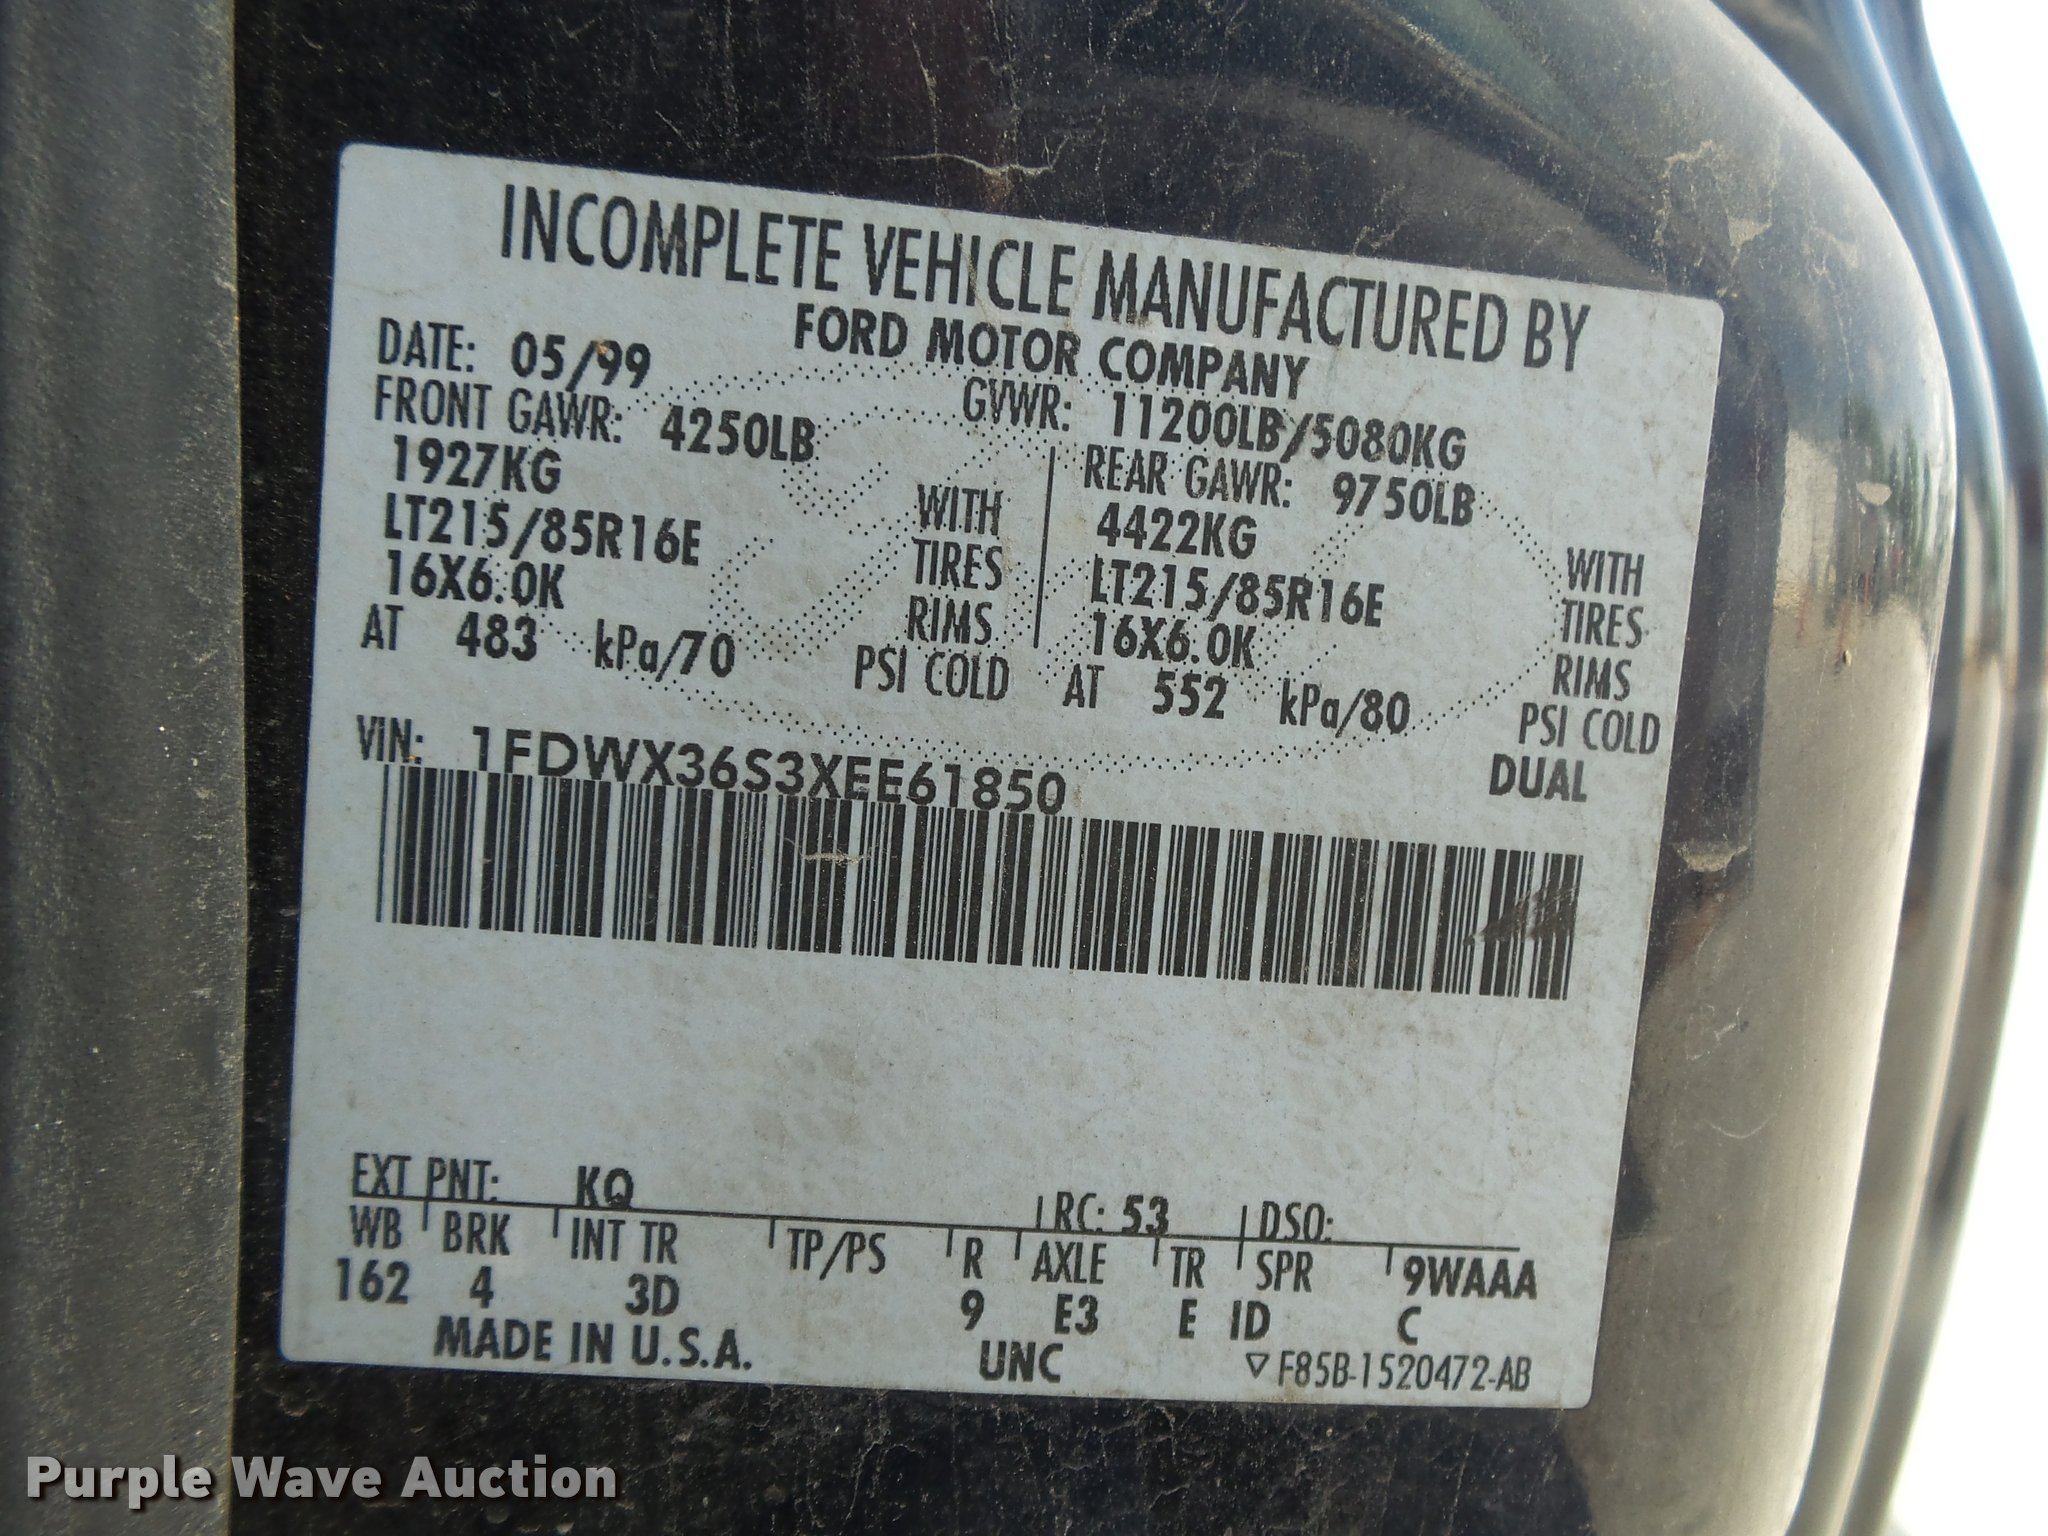 INCOMPLETE VEHICLE MANUFACTURED BY
FORD MOTOR COMPANY
DATE: 05/99 GVWR: 11200LB/5080KG
FRONT GAWR: 4250LB REAR GAWR: 9750LB
1927KG WITH 4422KG WITH
LT215/85R16E TIRES LT215/85R16E TIRES
16X6.0K RIMS 16X6.0K RIMS
AT 483 kPa/70 PSI COLD AT 552 kPa/80 PSI COLD
VIN: 1FDWX36S3XEE61850 DUAL
EXT PNT: KQ RC: 53 DSO:
WB BRK INT TR TP/PS R AXLE TR SPR 9WAAA
162 4 3D 9 E3 E ID C
MADE IN U.S.A. UNC ▽ F85B-1520472-AB
Purple Wave Auction